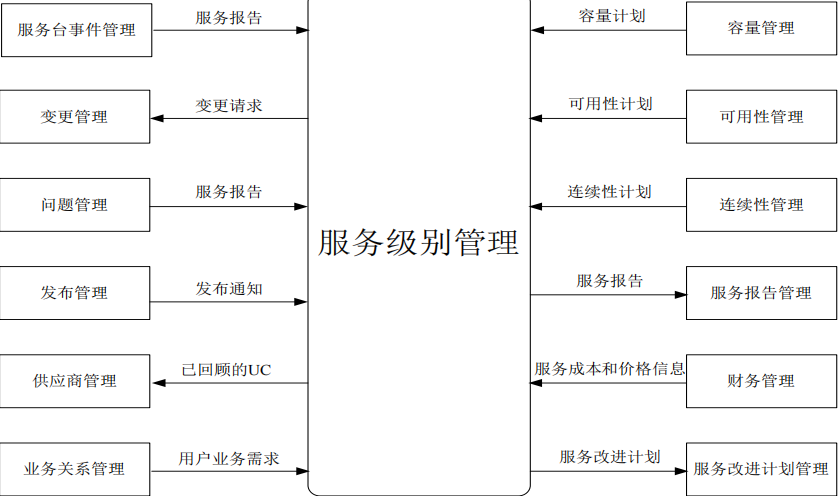 服务台事件管理
服务报告
容量计划
容量管理
变更管理
变更请求
可用性计划
可用性管理
问题管理
服务报告
连续性计划
连续性管理
服务级别管理
发布管理
发布通知
服务报告
服务报告管理
供应商管理
已回顾的UC
服务成本和价格信息
财务管理
业务关系管理
用户业务需求
服务改进计划
服务改进计划管理